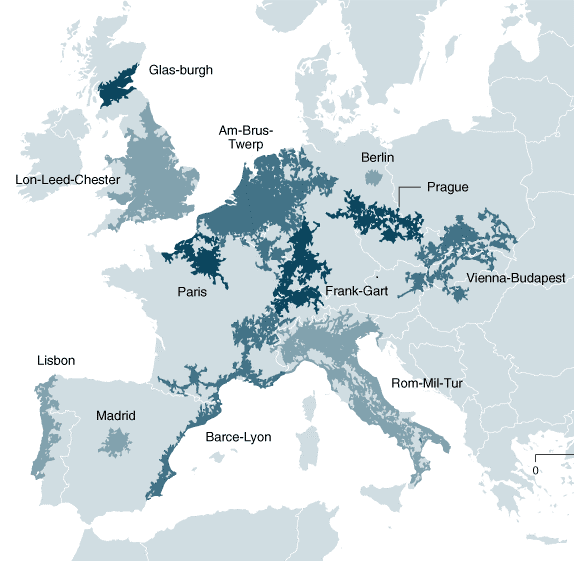 Glas-burgh
Am-Brus-
Twerp
Berlin
Lon-Leed-Chester
Prague
Vienna-Budapest
Paris
Frank-Gart
Lisbon
Rom-Mil-Tur
Madrid
Barce-Lyon
0